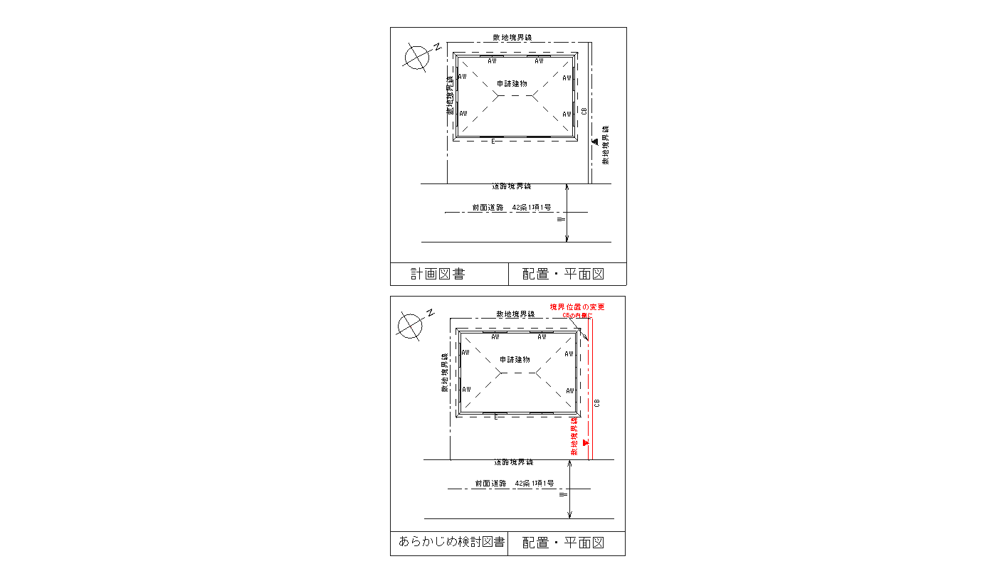 敷地境界線
N
AW
AW
AW
AW
申請建物
敷地境界線
AW
AW
CB
敷地境界線
E
道路境界線
前面道路 42条1項1号
計画図書
配置・平面図
境界位置の変更
CBの内側に
N
敷地境界線
AW
AW
AW
AW
申請建物
敷地境界線
AW
AW
CB
E
敷地境界線
道路境界線
前面道路 42条1項1号
あらかじめ検討図書
配置・平面図